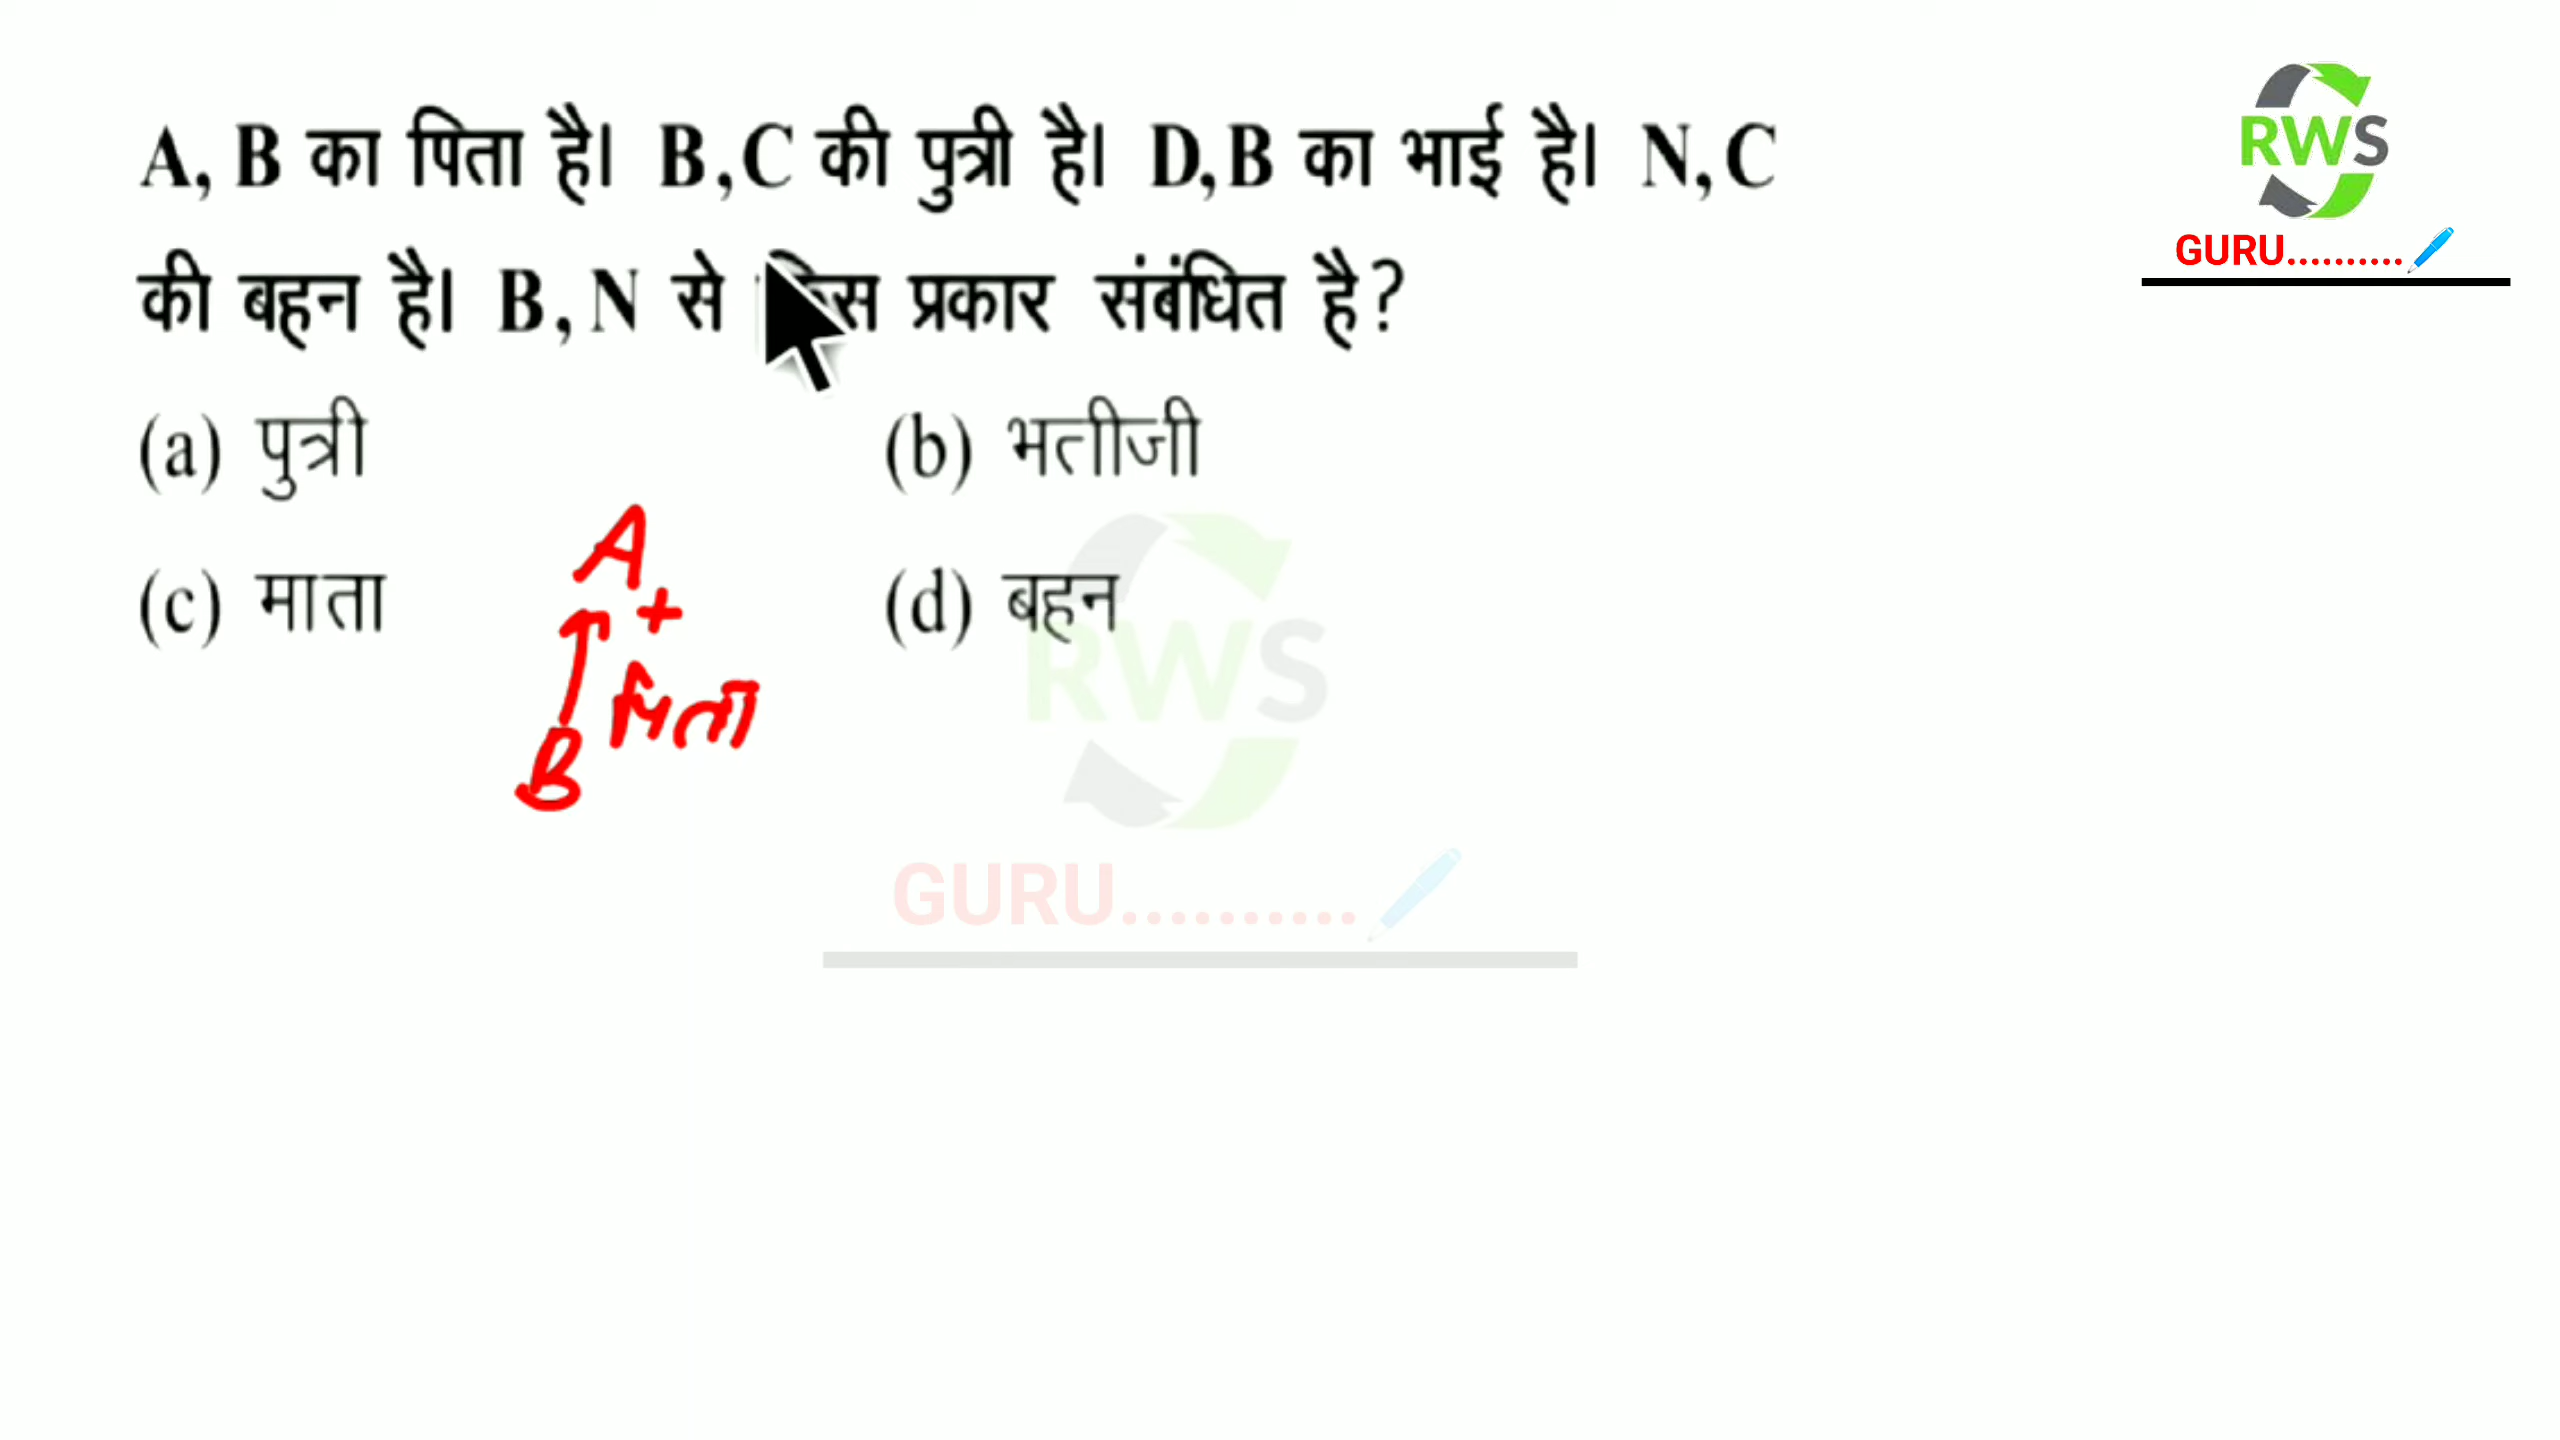 A, B का पिता है। B,C की पुत्री है। D,B का भाई है। N,C
की बहन है। B,N से प्रकार संबंधित है?
(a) पुत्री (b) भतीजी
(c) माता (d) बहन
A
+
पिता
B
RWS
GURU..........
RWS
GURU..........